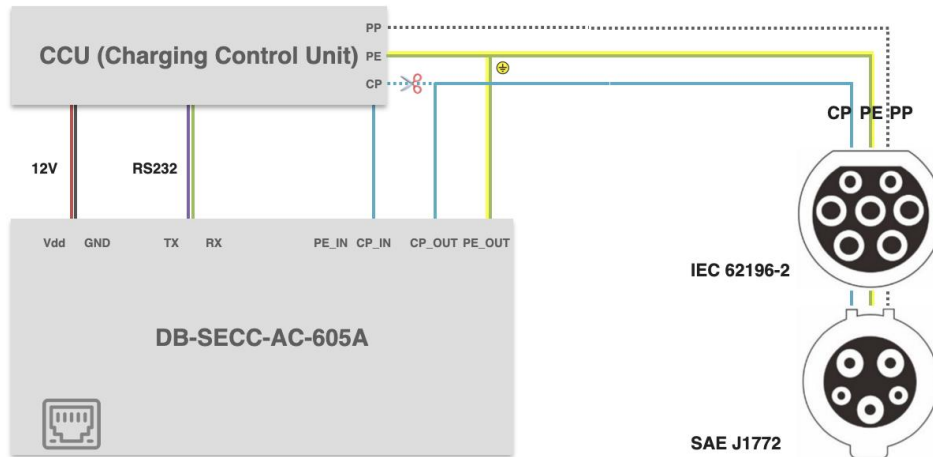 PP
CCU (Charging Control Unit) PE
CP
CP PE PP
12V RS232
Vdd GND TX RX PE_IN CP_IN CP_OUT PE_OUT
IEC 62196-2
DB-SECC-AC-605A
SAE J1772